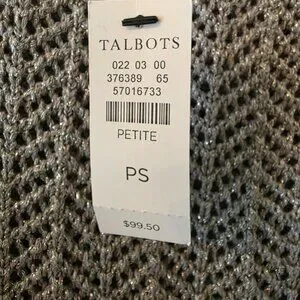 TALBOTS
022 03 00
376389 65
57016733
PETITE
PS
$99.50